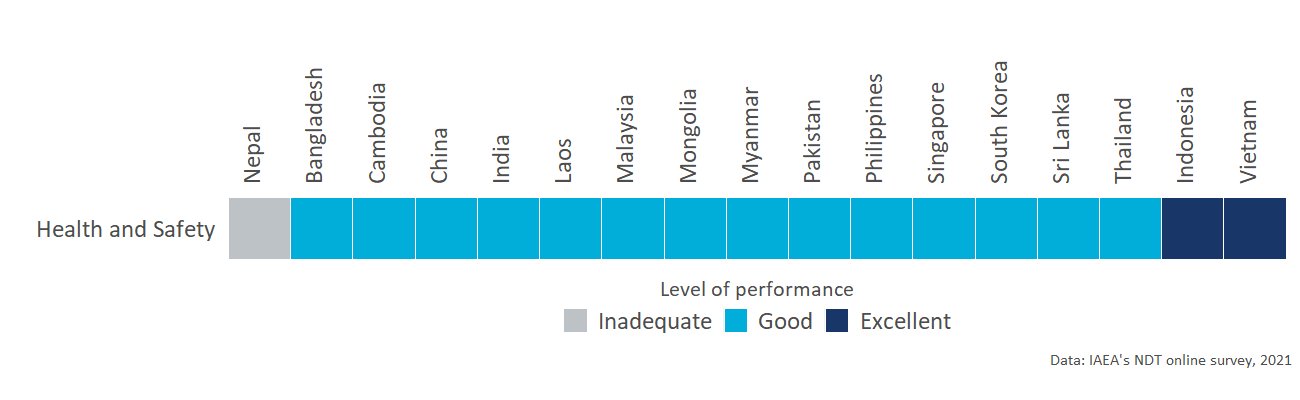 Nepal
Bangladesh
Cambodia
China
India
Laos
Malaysia
Mongolia
Myanmar
Pakistan
Philippines
Singapore
South Korea
Sri Lanka
Thailand
Indonesia
Vietnam
Health and Safety
Level of performance
Inadequate Good Excellent
Data: IAEA's NDT online survey, 2021